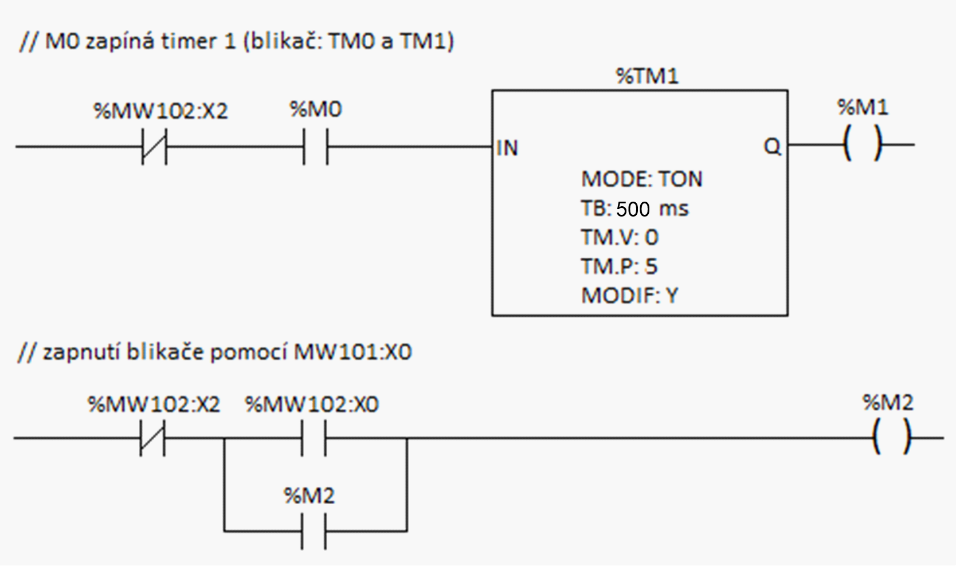 // M0 zapíná timer 1 (blikač: TM0 a TM1)
%TM1
%MW102:X2 %M0 %M1
IN Q
MODE: TON
TB: 500 ms
TM.V: 0
TM.P: 5
MODIF: Y
// zapnutí blikače pomocí MW101:X0
%MW102:X2 %MW102:X0 %M2
%M2